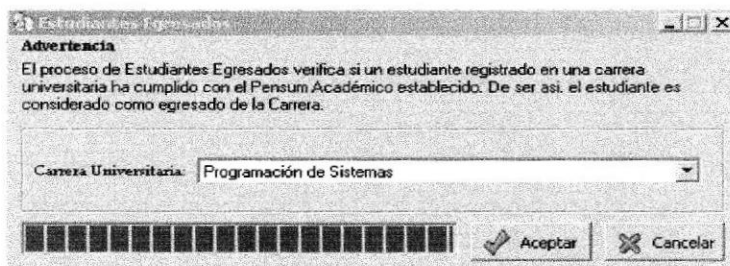 Estudiantes Egresados
Advertencia
El proceso de Estudiantes Egresados verifica si un estudiante registrado en una carrera
universitaria ha cumplido con el Pensum Académico establecido. De ser asi, el estudiante es
considerado como egresado de la Carrera.
Carrera Universitaria: Programación de Sistemas
Aceptar Cancelar